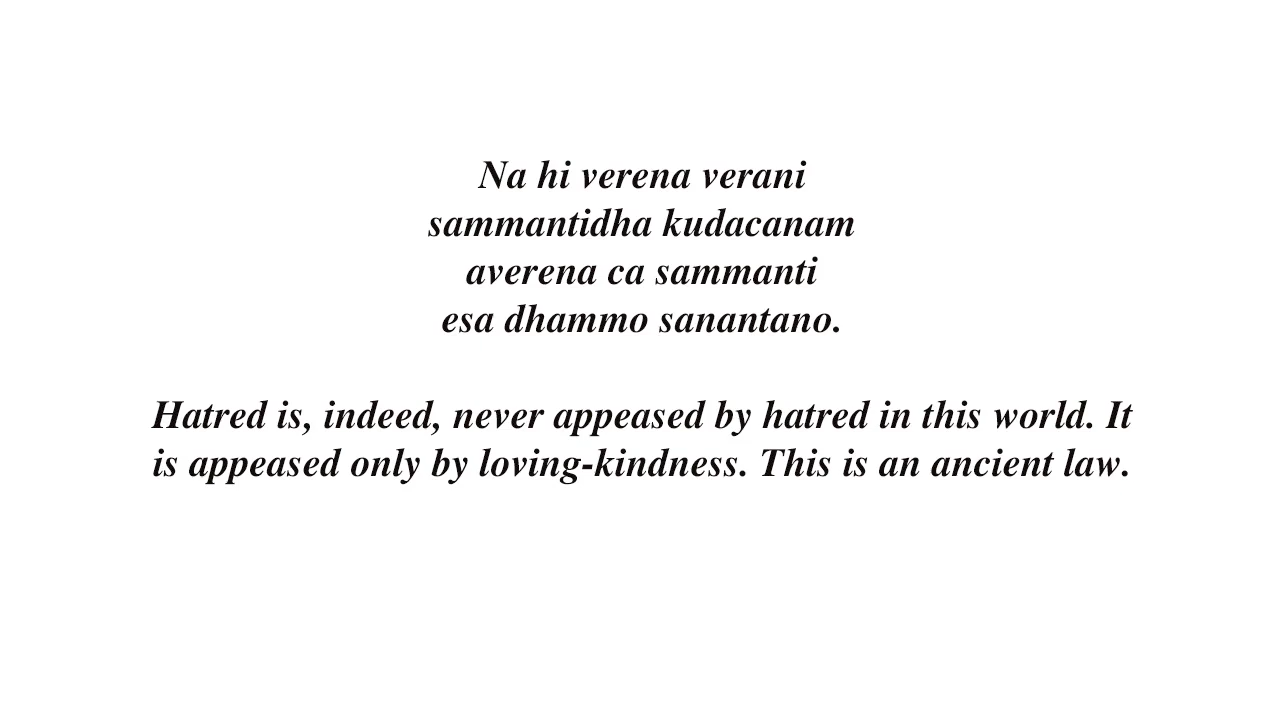 Na hi verena verani
sammantidha kudacanam
averena ca sammanti
esa dhammo sanantano.
Hatred is, indeed, never appeased by hatred in this world. It
is appeased only by loving-kindness. This is an ancient law.